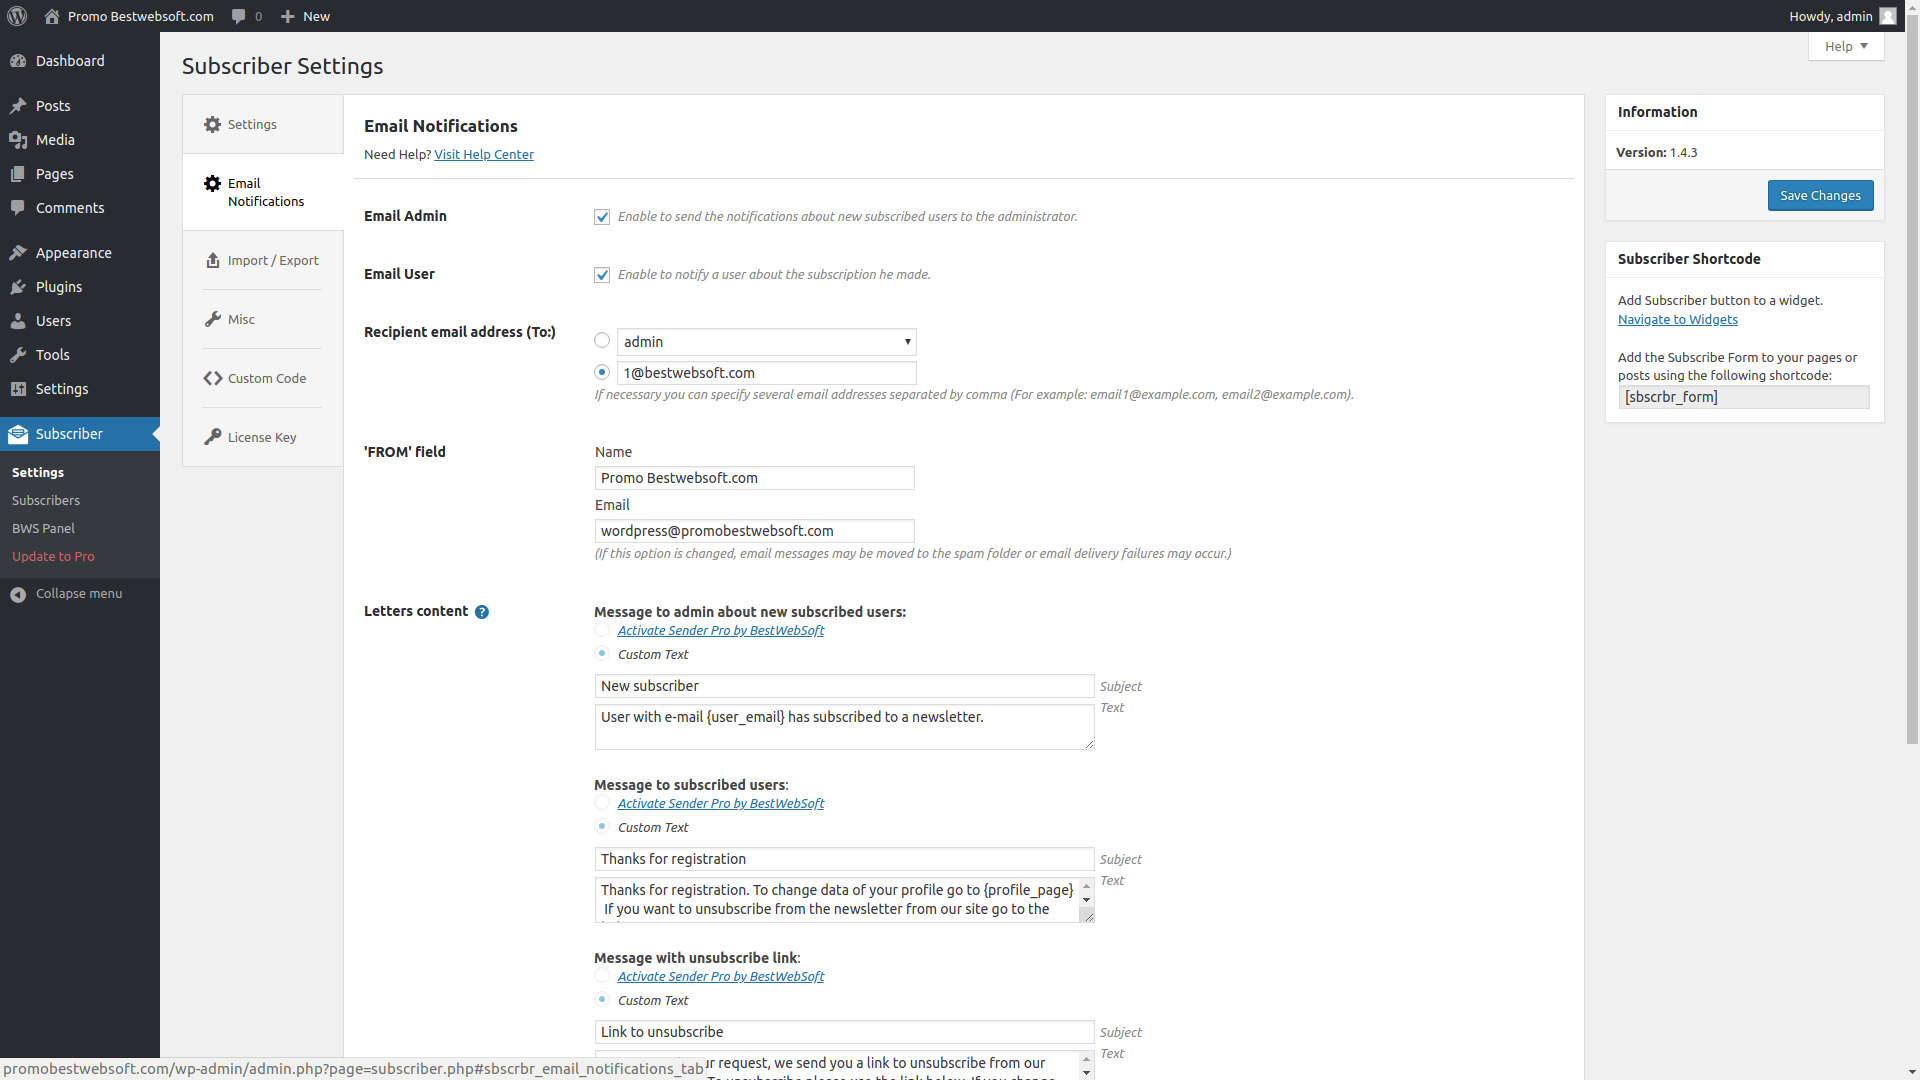 Promo Bestwebsoft.com
0
New
Howdy, admin
Help
Dashboard
Posts
Media
Pages
Comments
Appearance
Plugins
Users
Tools
Settings
Subscriber
Settings
Subscribers
BWS Panel
Update to Pro
Collapse menu
Subscriber Settings
Settings
Email
Notifications
Import / Export
Misc
Custom Code
License Key
Email Notifications
Need Help? Visit Help Center
Email Admin
Enable to send the notifications about new subscribed users to the administrator.
Email User
Enable to notify a user about the subscription he made.
Recipient email address (To:)
admin
1@bestwebsoft.com
If necessary you can specify several email addresses separated by comma (For example: email1@example.com, email2@example.com).
'FROM' field
Name
Promo Bestwebsoft.com
Email
wordpress@promobestwebsoft.com
(If this option is changed, email messages may be moved to the spam folder or email delivery failures may occur.)
Letters content ?
Message to admin about new subscribed users:
Activate Sender Pro by BestWebSoft
Custom Text
New subscriber
Subject
User with e-mail {user_email} has subscribed to a newsletter.
Text
Message to subscribed users:
Activate Sender Pro by BestWebSoft
Custom Text
Thanks for registration
Subject
Thanks for registration. To change data of your profile go to {profile_page}
If you want to unsubscribe from the newsletter from our site go to the
Text
Message with unsubscribe link:
Activate Sender Pro by BestWebSoft
Custom Text
Link to unsubscribe
Subject
request, we send you a link to unsubscribe from our
Text
Information
Version: 1.4.3
Save Changes
Subscriber Shortcode
Add Subscriber button to a widget.
Navigate to Widgets
Add the Subscribe Form to your pages or
posts using the following shortcode:
[sbscrbr_form]
promobestwebsoft.com/wp-admin/admin.php?page=subscriber.php#sbscrbr_email_notifications_tab